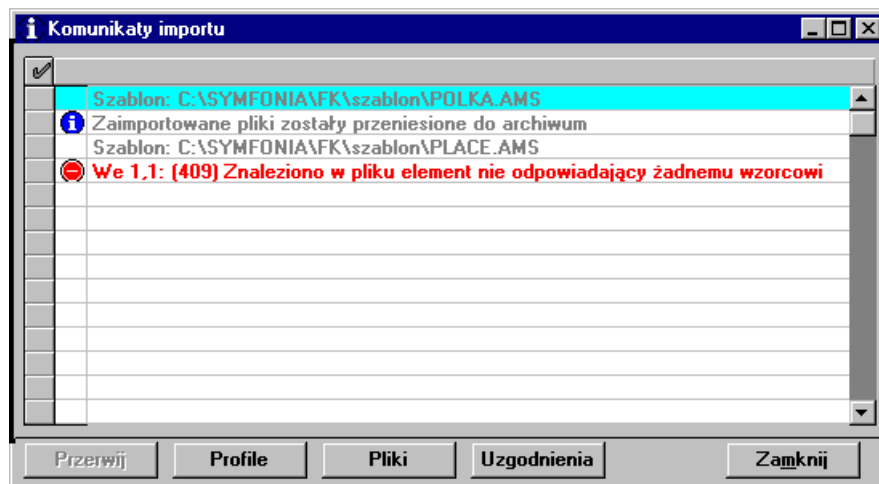 Komunikaty importu
Szablon: C:\SYMFONIA\FK\szablon\POLKA.AMS
Zaimportowane pliki zostały przeniesione do archiwum
Szablon: C:\SYMFONIA\FK\szablon\PLACE.AMS
We 1,1: (409) Znaleziono w pliku element nie odpowiadający żadnemu wzorcowi
Przerwij Profile Pliki Uzgodnienia Zamknij